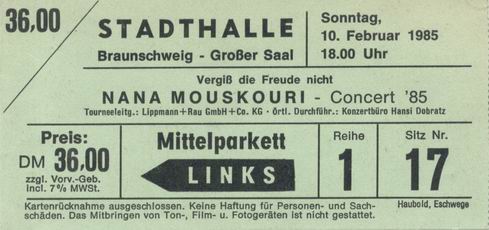 36,00
STADTHALLE
Braunschweig - Großer Saal
Sonntag,
10. Februar 1985
18.00 Uhr
Vergiß die Freude nicht
NANA MOUSKOURI - Concert '85
Tourneeleitg.: Lippmann+Rau GmbH+Co. KG · Örtl. Durchführ.: Konzertbüro Hansi Dobratz
Preis:
DM 36.00
zzgl. Vorv.-Geb.
incl. 7% MWSt.
Mittelparkett
LINKS
Reihe
1
Sitz Nr.
17
Kartenrücknahme ausgeschlossen. Keine Haftung für Personen- und Sach-
schäden. Das Mitbringen von Ton-, Film- u. Fotogeräten ist nicht gestattet.
Haubold, Eschwege